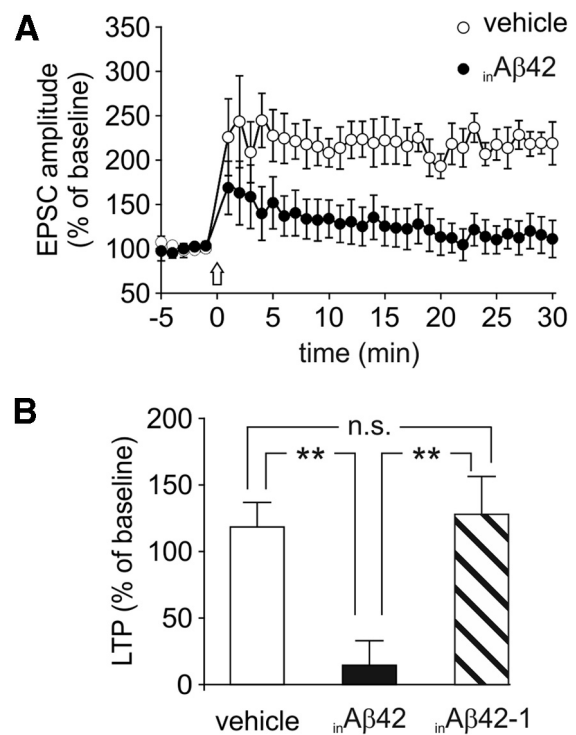 A
vehicle
inAβ42
EPSC amplitude
(% of baseline)
350
300
250
200
150
100
50
-5 0 5 10 15 20 25 30
time (min)
B
LTP (% of baseline)
200
150
100
50
0
n.s.
** **
vehicle inAβ42 inAβ42-1